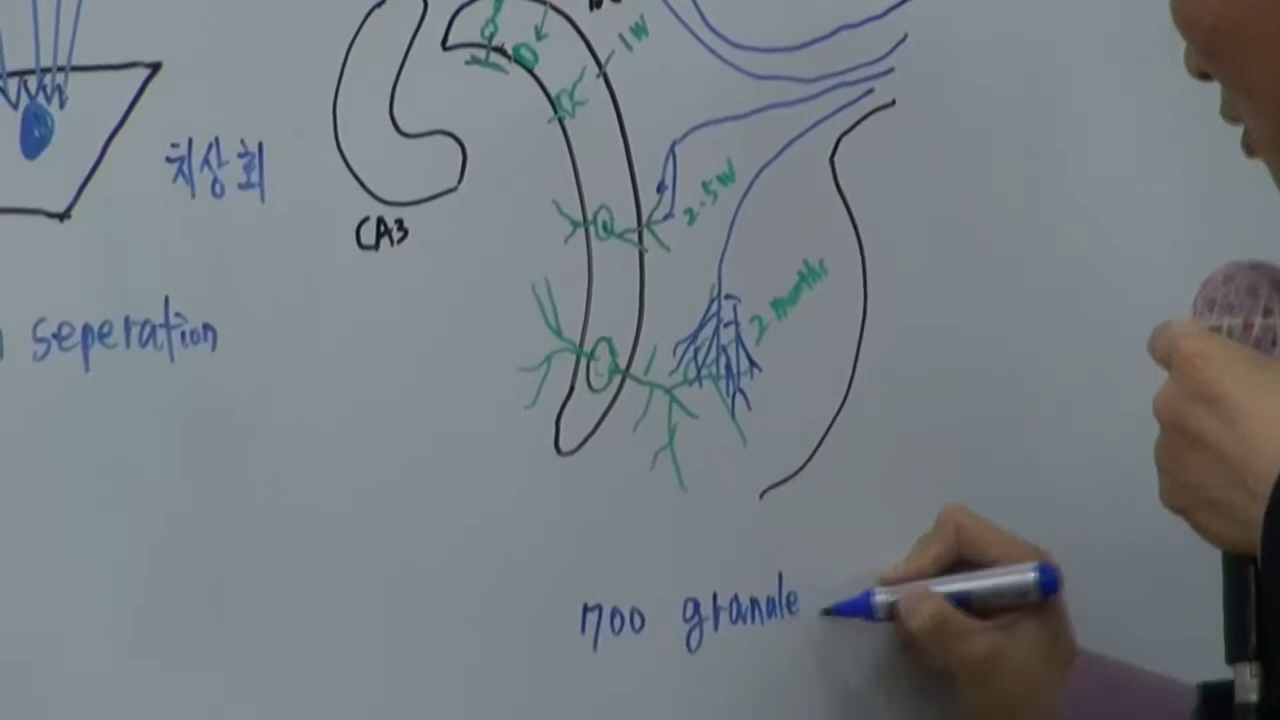 1W
치상회
CA3
2.5W
2 months
seperation
700 granule